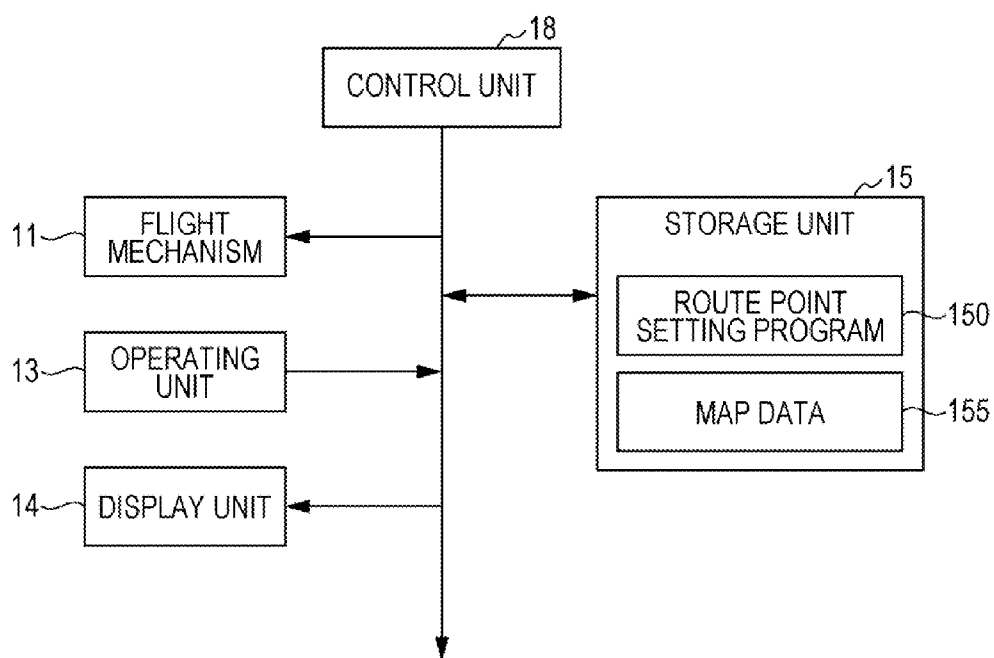 18
CONTROL UNIT
11
FLIGHT
MECHANISM
13
OPERATING
UNIT
14
DISPLAY UNIT
15
STORAGE UNIT
ROUTE POINT
SETTING PROGRAM
150
MAP DATA
155